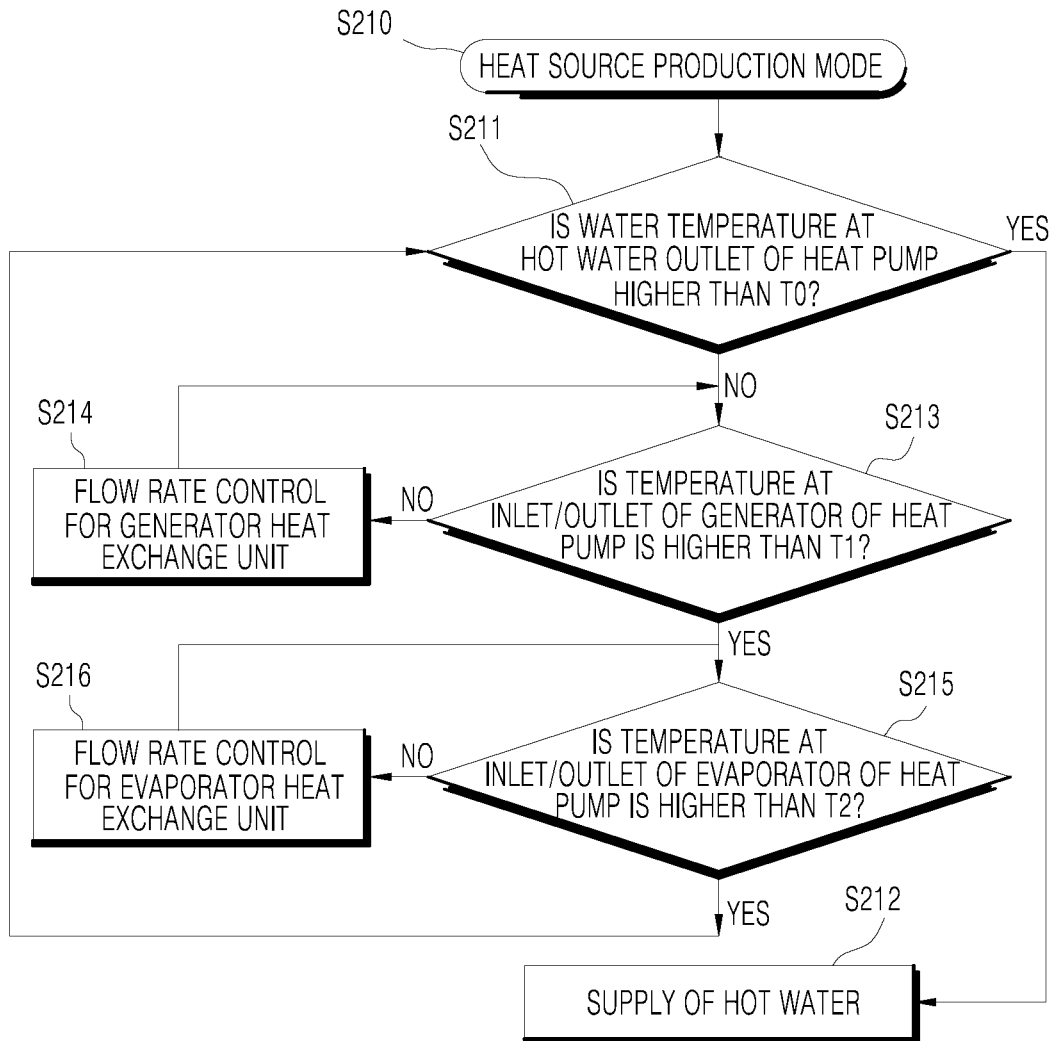 S210
HEAT SOURCE PRODUCTION MODE
S211
IS WATER TEMPERATURE AT
HOT WATER OUTLET OF HEAT PUMP
HIGHER THAN T0?
YES
NO
S214
FLOW RATE CONTROL
FOR GENERATOR HEAT
EXCHANGE UNIT
NO
S213
IS TEMPERATURE AT
INLET/OUTLET OF GENERATOR OF HEAT
PUMP IS HIGHER THAN T1?
YES
S216
FLOW RATE CONTROL
FOR EVAPORATOR HEAT
EXCHANGE UNIT
NO
S215
IS TEMPERATURE AT
INLET/OUTLET OF EVAPORATOR OF HEAT
PUMP IS HIGHER THAN T2?
YES
S212
SUPPLY OF HOT WATER